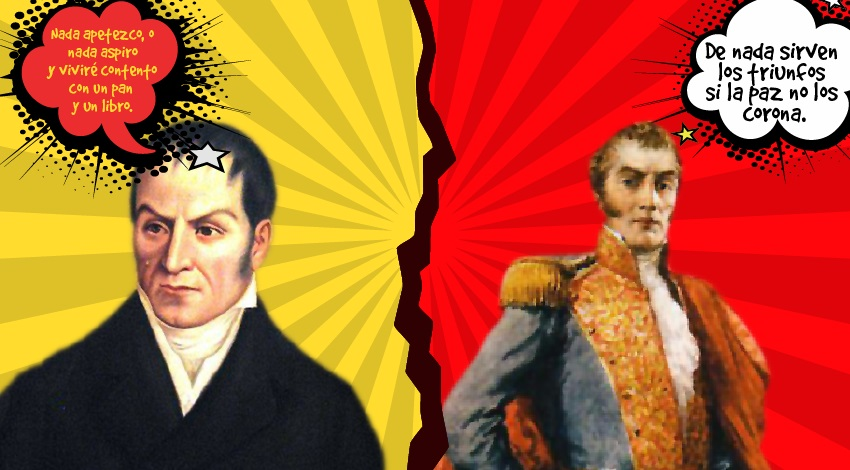 Nada apetezco, o
nada aspiro
y viviré contento
con un pan
y un libro.
De nada sirven
los triunfos
si la paz no los
corona.